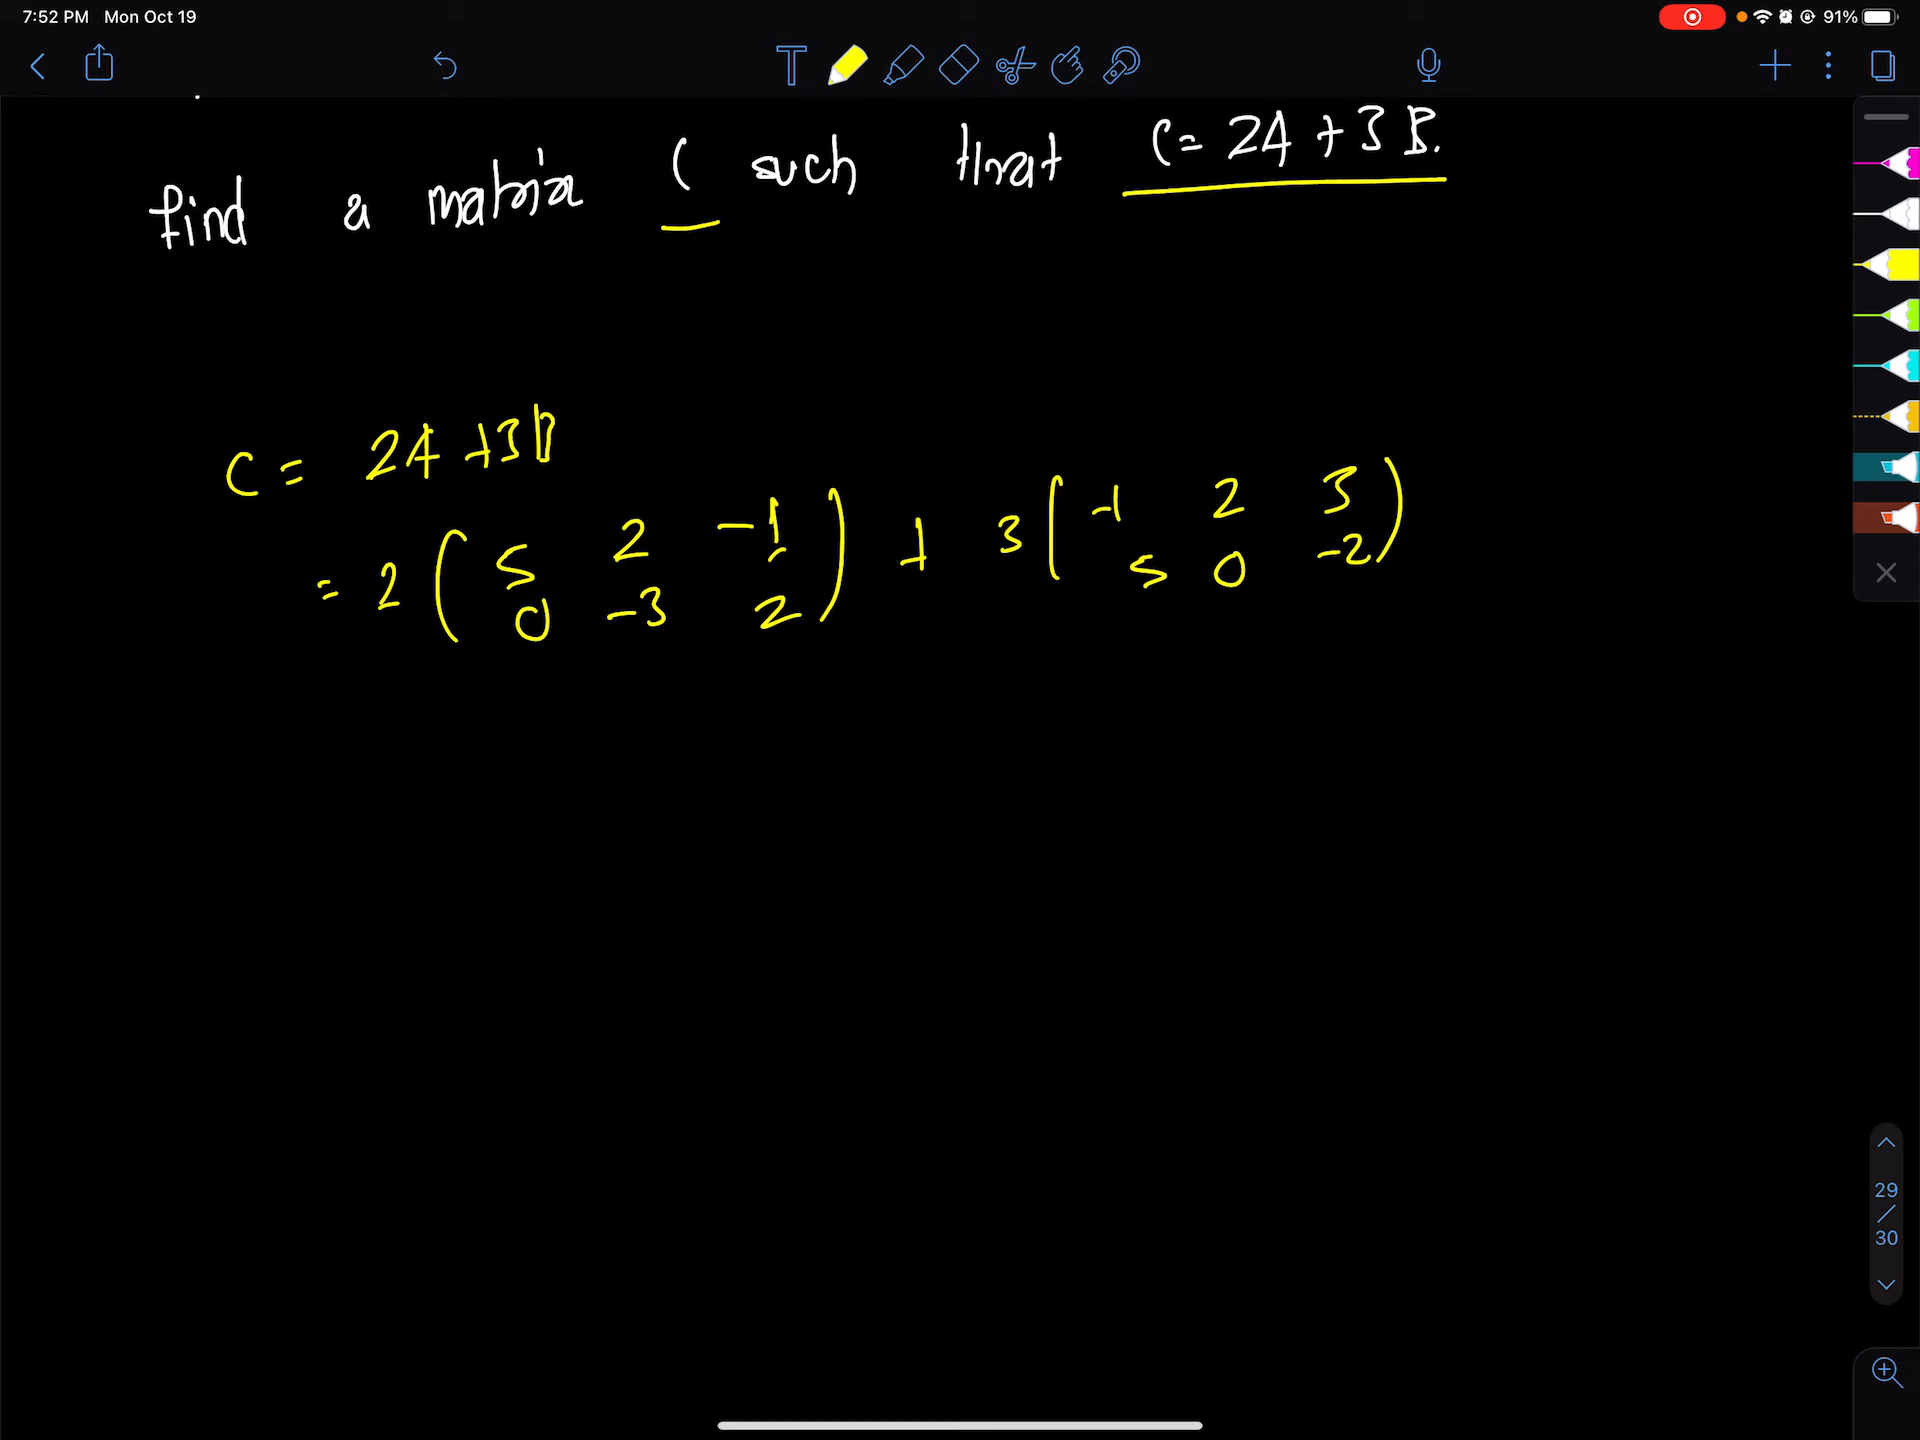 7:52 PM Mon Oct 19 91%
find a matrix C such that C = 2A + 3B.
C = 2A + 3B
= 2 ( 5 2 -1 ) + 3 ( -1 2 3 )
0 -3 2 5 0 -2
29
/
30